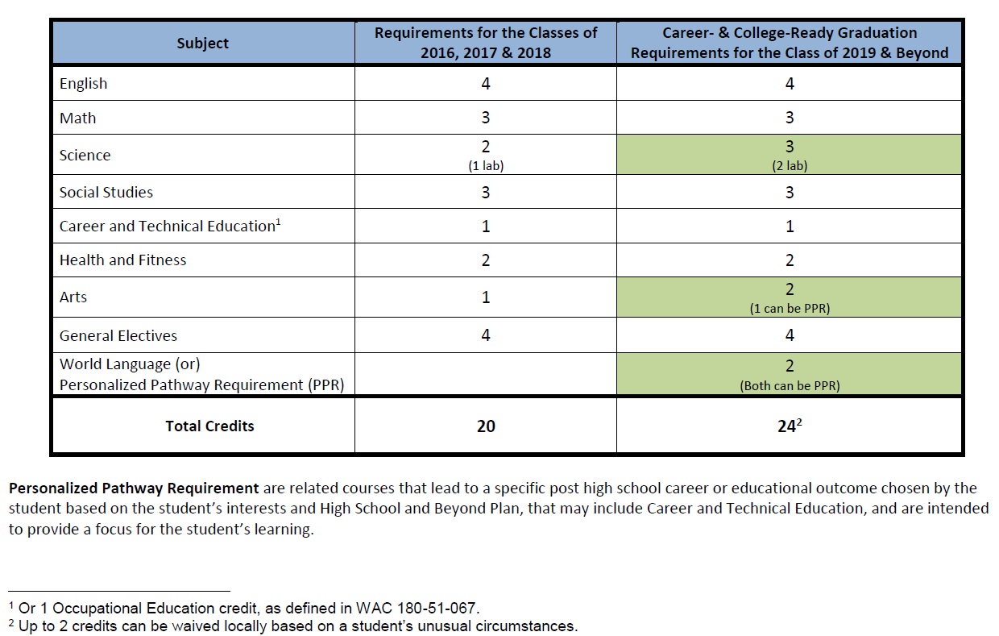 Subject
Requirements for the Classes of
2016, 2017 & 2018
Career- & College-Ready Graduation
Requirements for the Class of 2019 & Beyond
English 4 4
Math 3 3
Science 2 3
(1 lab) (2 lab)
Social Studies 3 3
Career and Technical Education¹ 1 1
Health and Fitness 2 2
Arts 1 2
(1 can be PPR)
General Electives 4 4
World Language (or)
Personalized Pathway Requirement (PPR)
2
(Both can be PPR)
Total Credits 20 24²
Personalized Pathway Requirement are related courses that lead to a specific post high school career or educational outcome chosen by the
student based on the student’s interests and High School and Beyond Plan, that may include Career and Technical Education, and are intended
to provide a focus for the student’s learning.
¹ Or 1 Occupational Education credit, as defined in WAC 180-51-067.
² Up to 2 credits can be waived locally based on a student’s unusual circumstances.